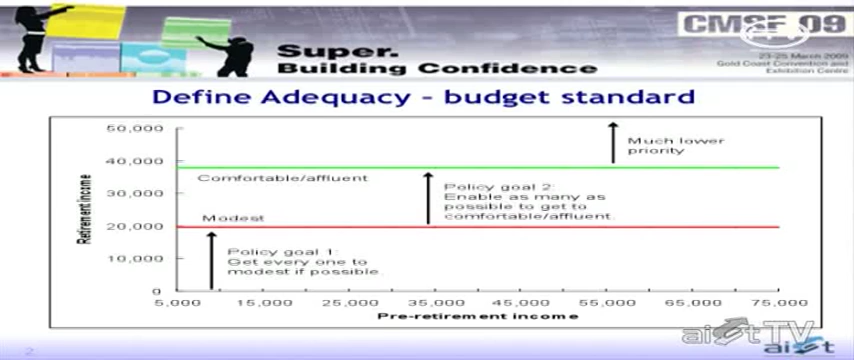 CMSF 09
23-25 March 2009
Gold Coast Convention and
Exhibition Centre
Super.
Building Confidence
Define Adequacy - budget standard
50,000
40,000
30,000
20,000
10,000
0
Retirement income
Much lower
priority
Comfortable/affluent
Policy goal 2:
Enable as many as
possible to get to
comfortable/affluent.
Modest
Policy goal 1:
Get every one to
modest if possible.
5,000 15,000 25,000 35,000 45,000 55,000 65,000 75,000
Pre-retirement income
aist TV
2
aist